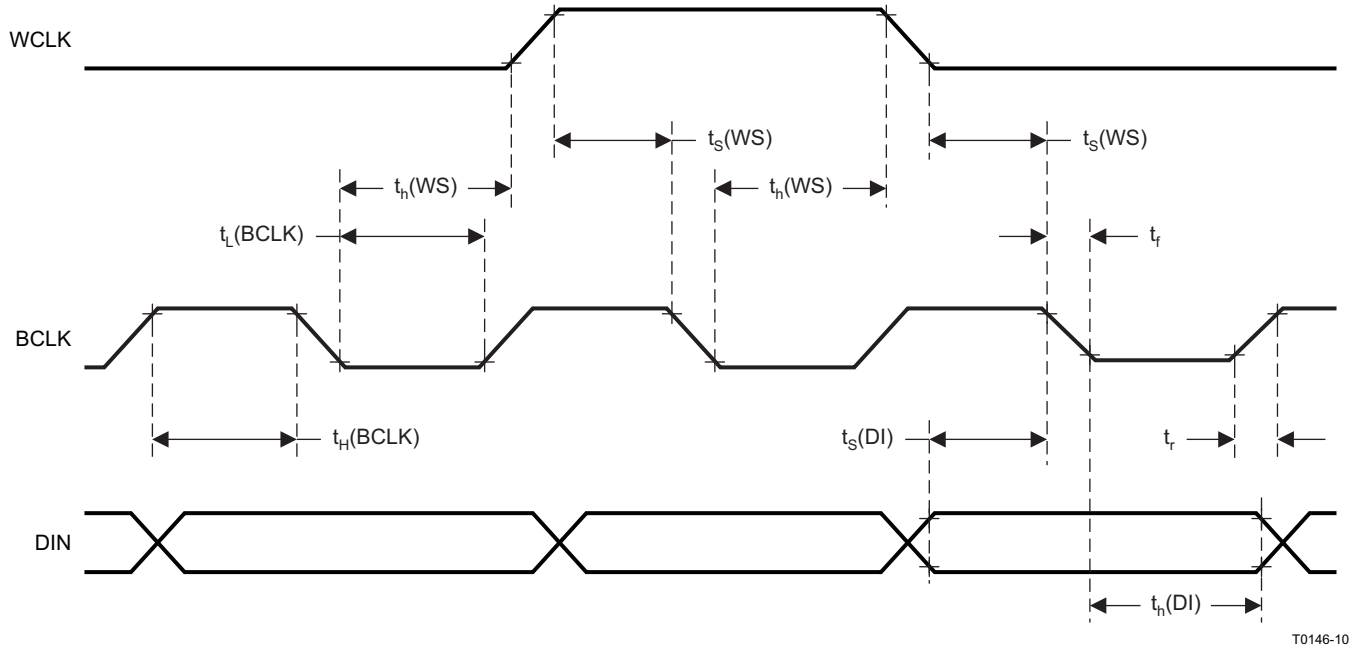 WCLK
tS(WS)
tS(WS)
th(WS)
th(WS)
tL(BCLK)
tf
BCLK
tH(BCLK)
tS(DI)
tr
DIN
th(DI)
T0146-10